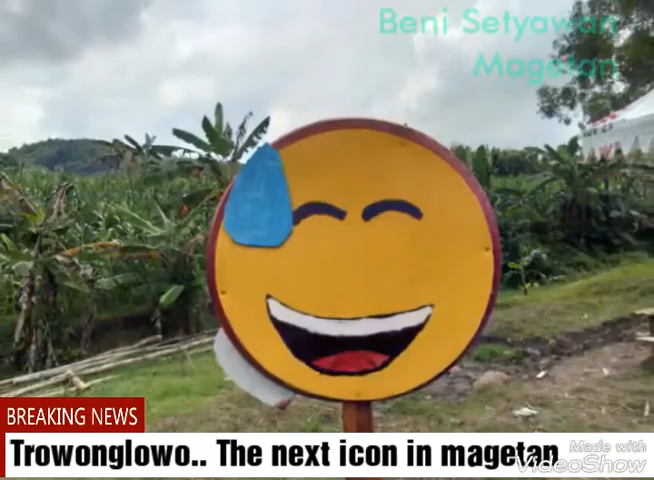 Beni Setyawan
Magetan
BREAKING NEWS
Trowonglowo.. The next icon in magetan
Made with
VideoShow